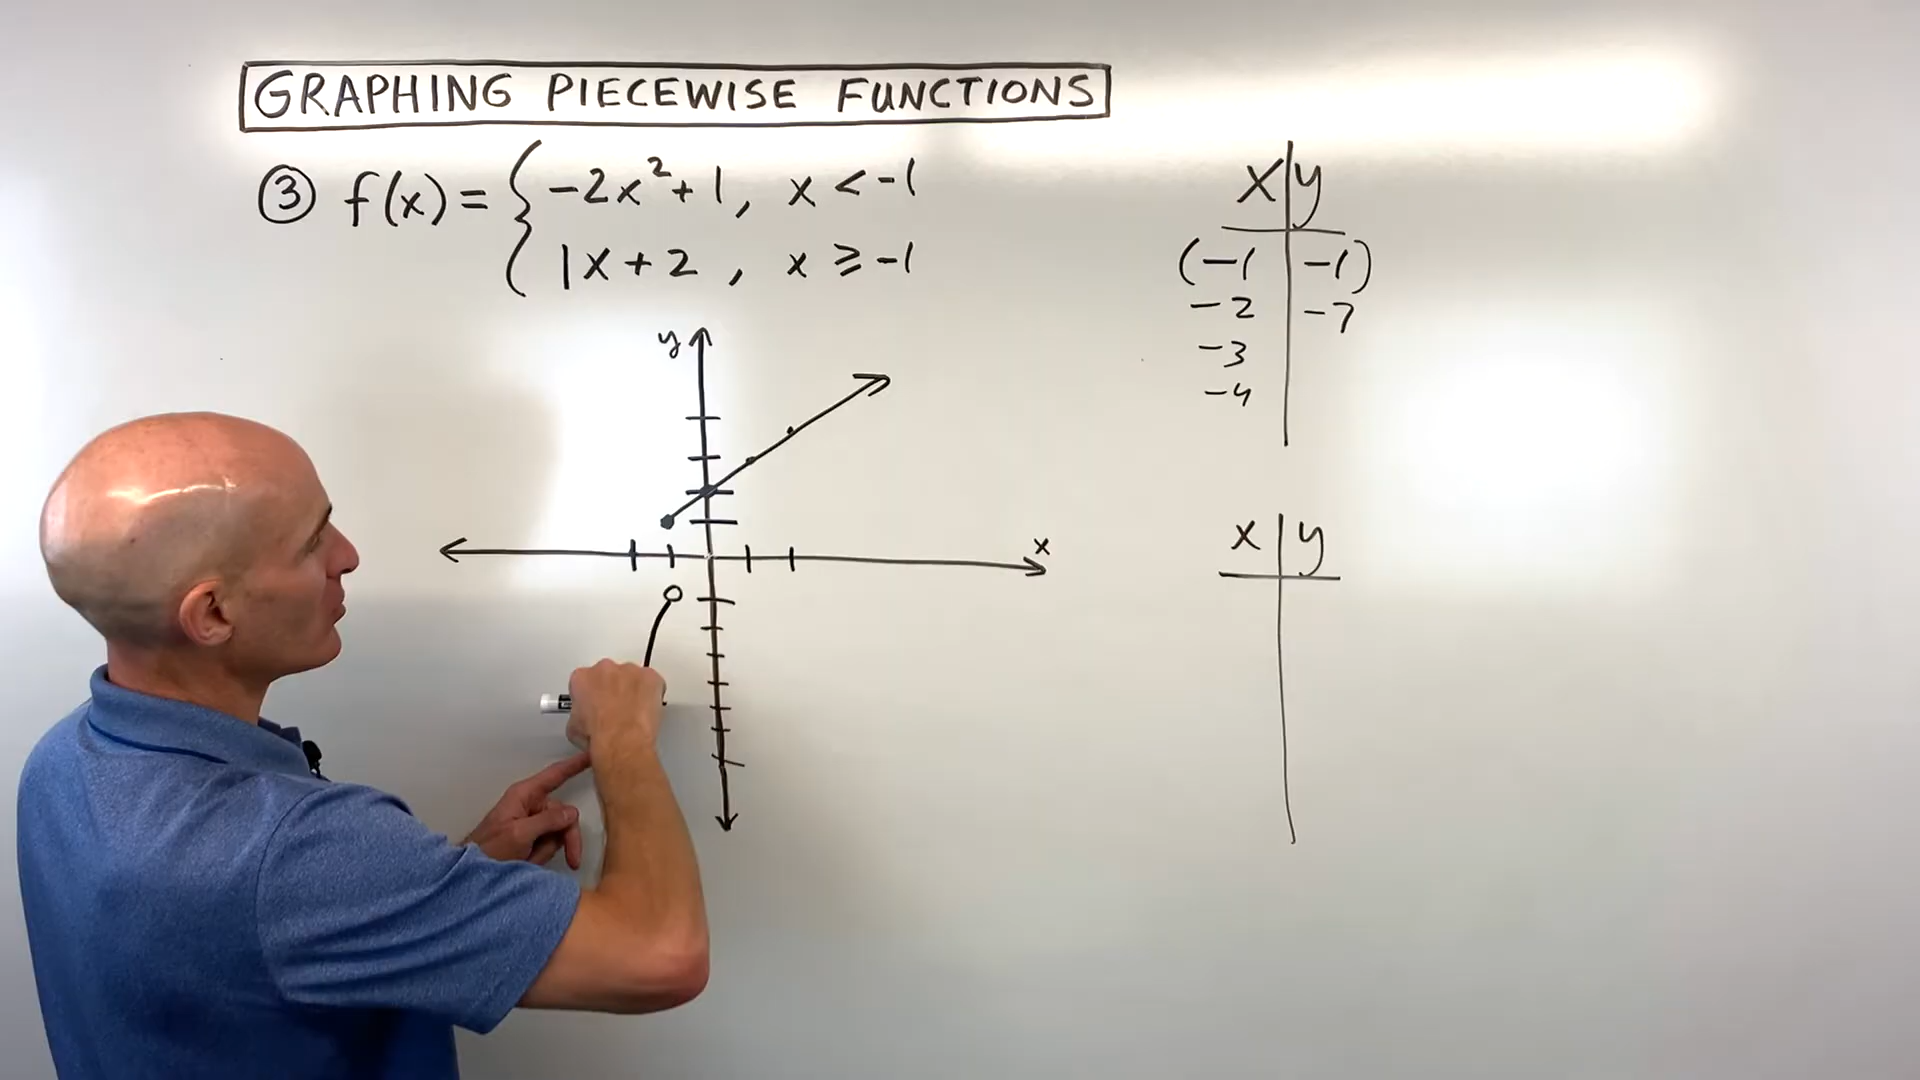 GRAPHING PIECEWISE FUNCTIONS
③ f(x) = { -2x² + 1, x < -1
1x + 2, x ≥ -1
x | y
(-1 | -1)
-2 | -7
-3
-4
y
x
x | y